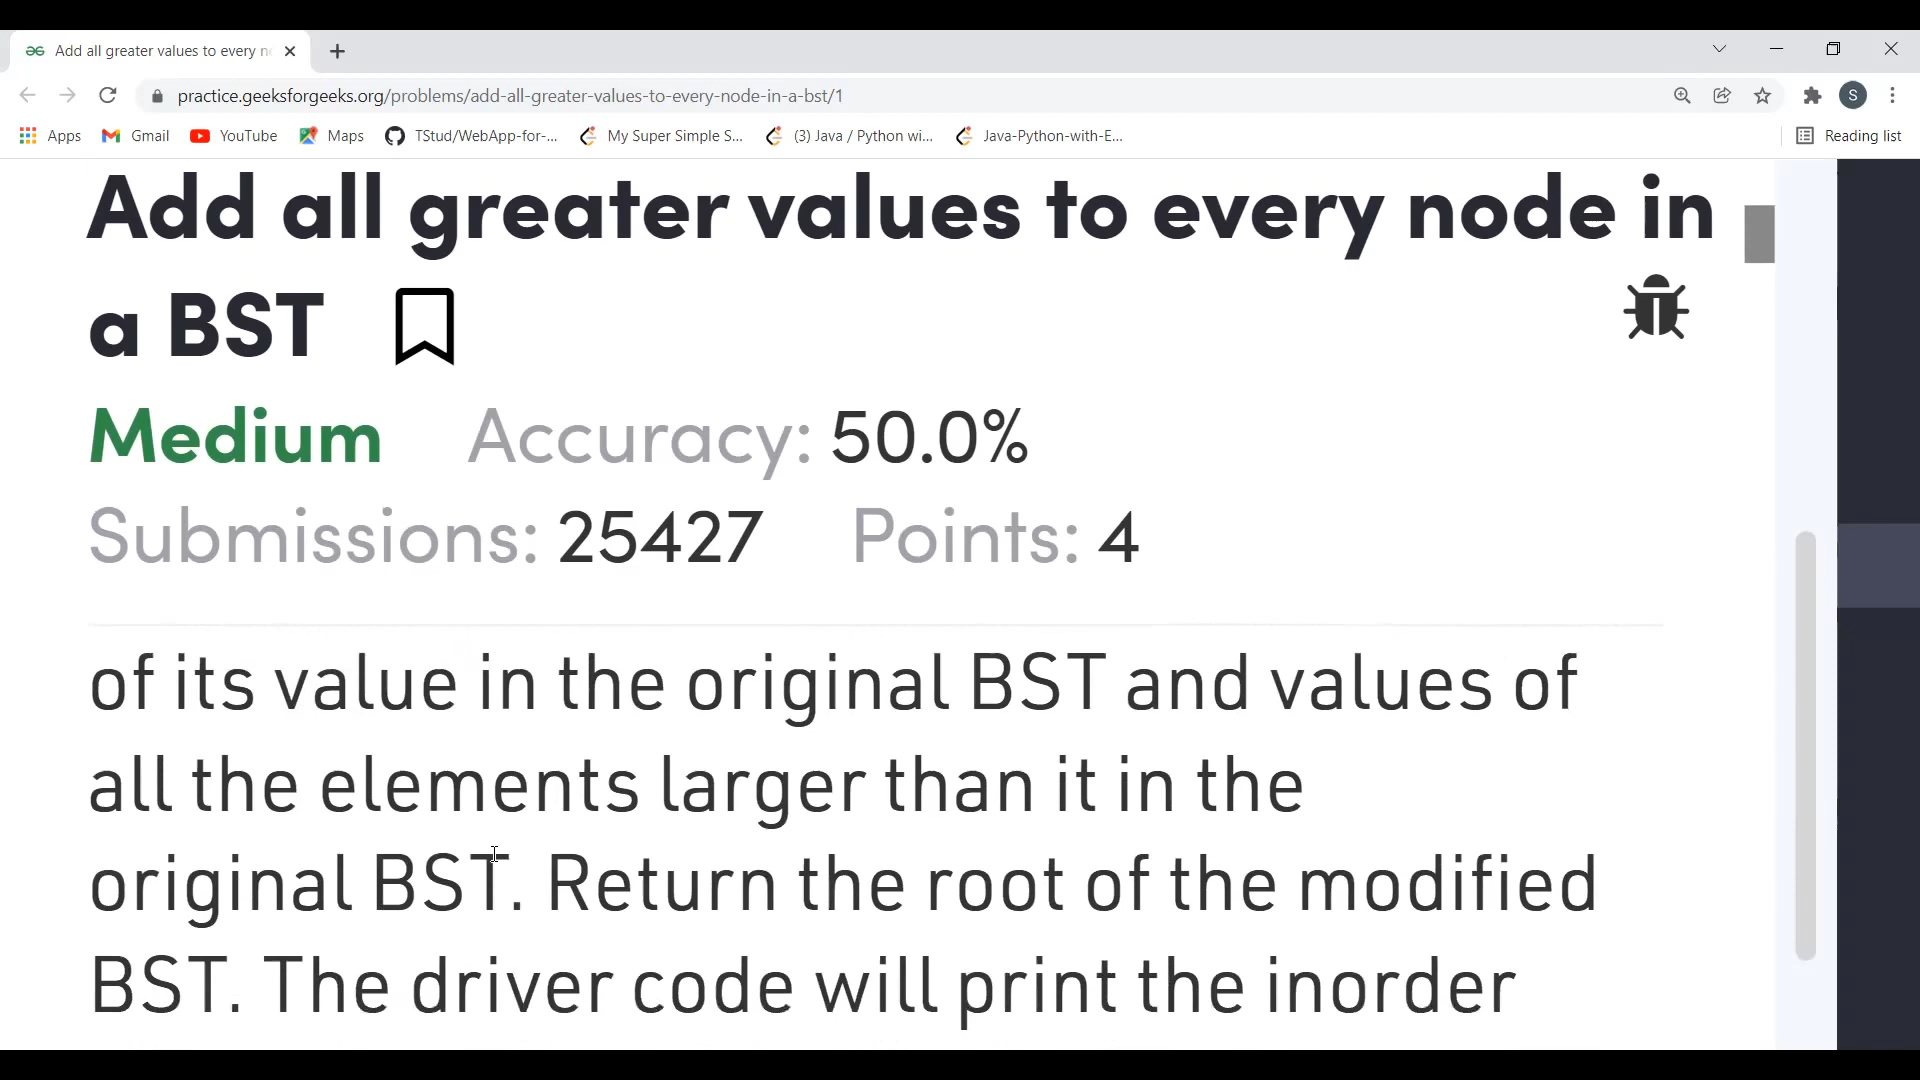 Add all greater values to every n
practice.geeksforgeeks.org/problems/add-all-greater-values-to-every-node-in-a-bst/1
S
Apps Gmail YouTube Maps TStud/WebApp-for-... My Super Simple S... (3) Java / Python wi... Java-Python-with-E... Reading list
Add all greater values to every node in
a BST
Medium Accuracy: 50.0%
Submissions: 25427 Points: 4
of its value in the original BST and values of
all the elements larger than it in the
original BST. Return the root of the modified
BST. The driver code will print the inorder